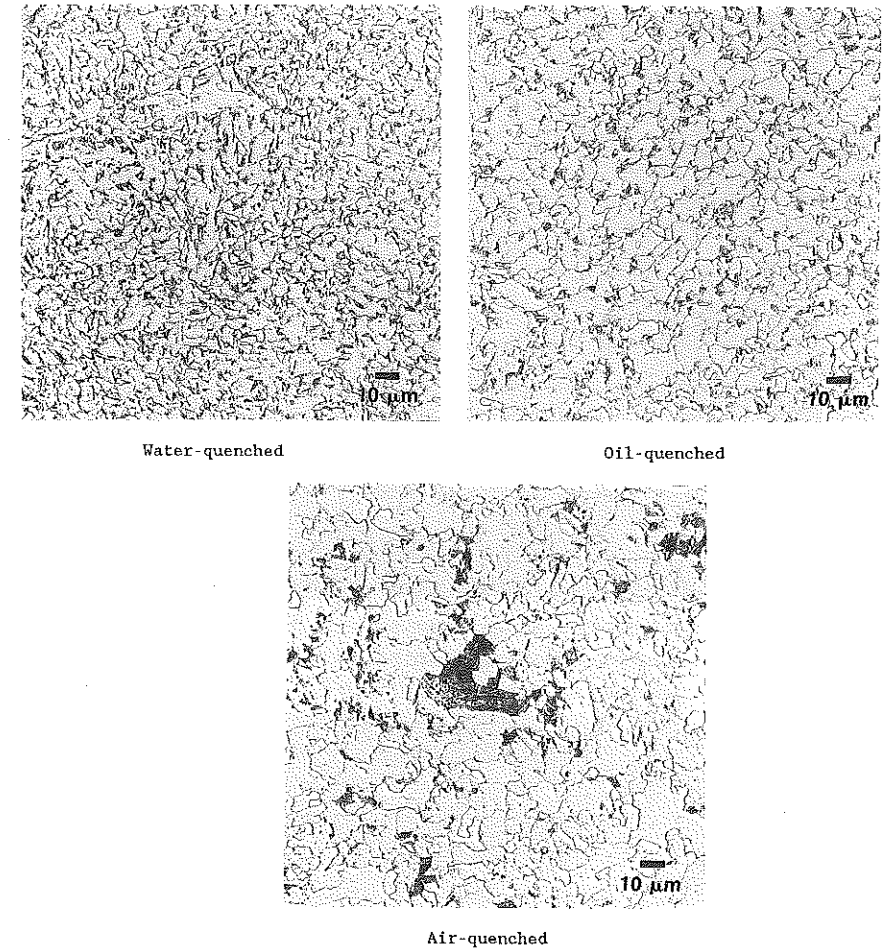 10 μm
10 μm
Water-quenched
Oil-quenched
10 μm
Air-quenched